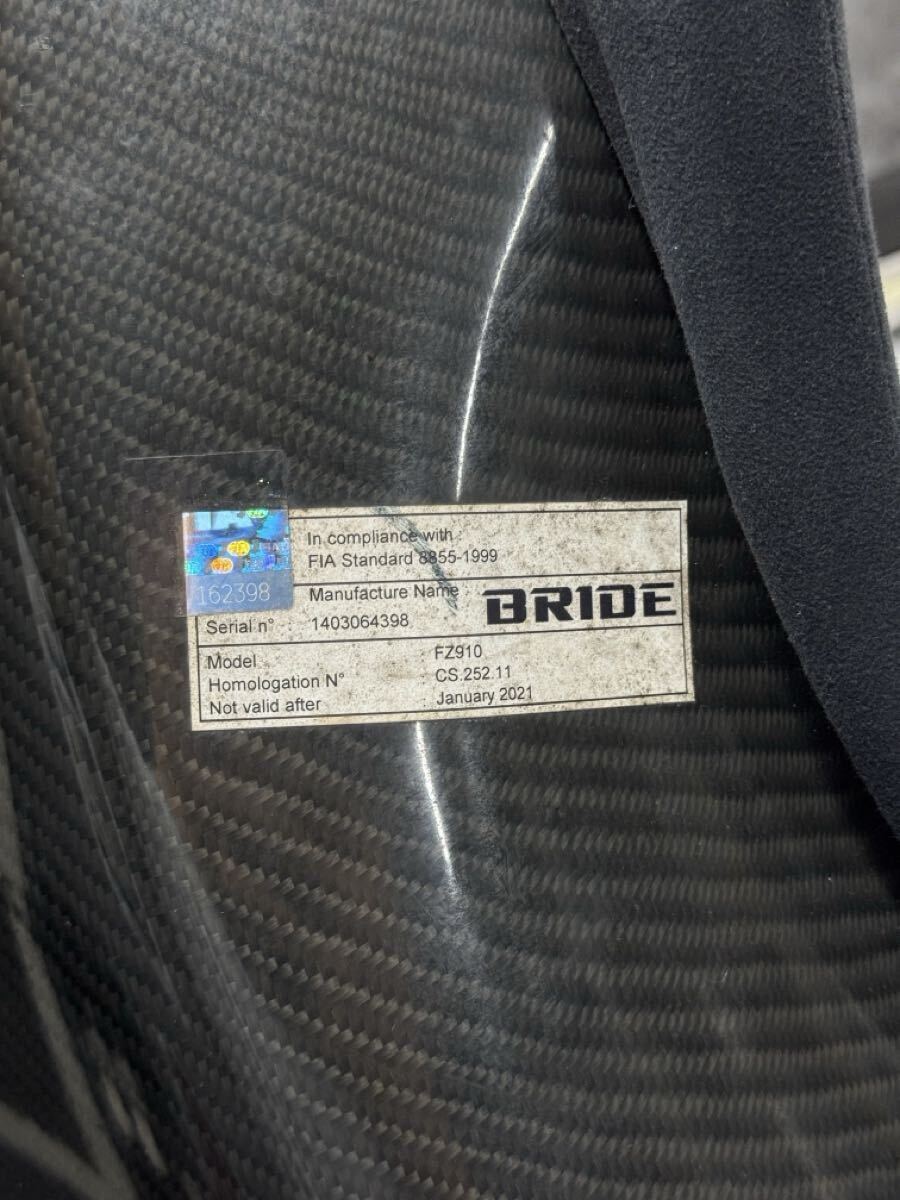 In compliance with :
FIA Standard 8855-1999
162398
Manufacture Name
BRIDE
Serial n° : 1403064398
Model : FZ910
Homologation N° : CS.252.11
Not valid after : January 2021